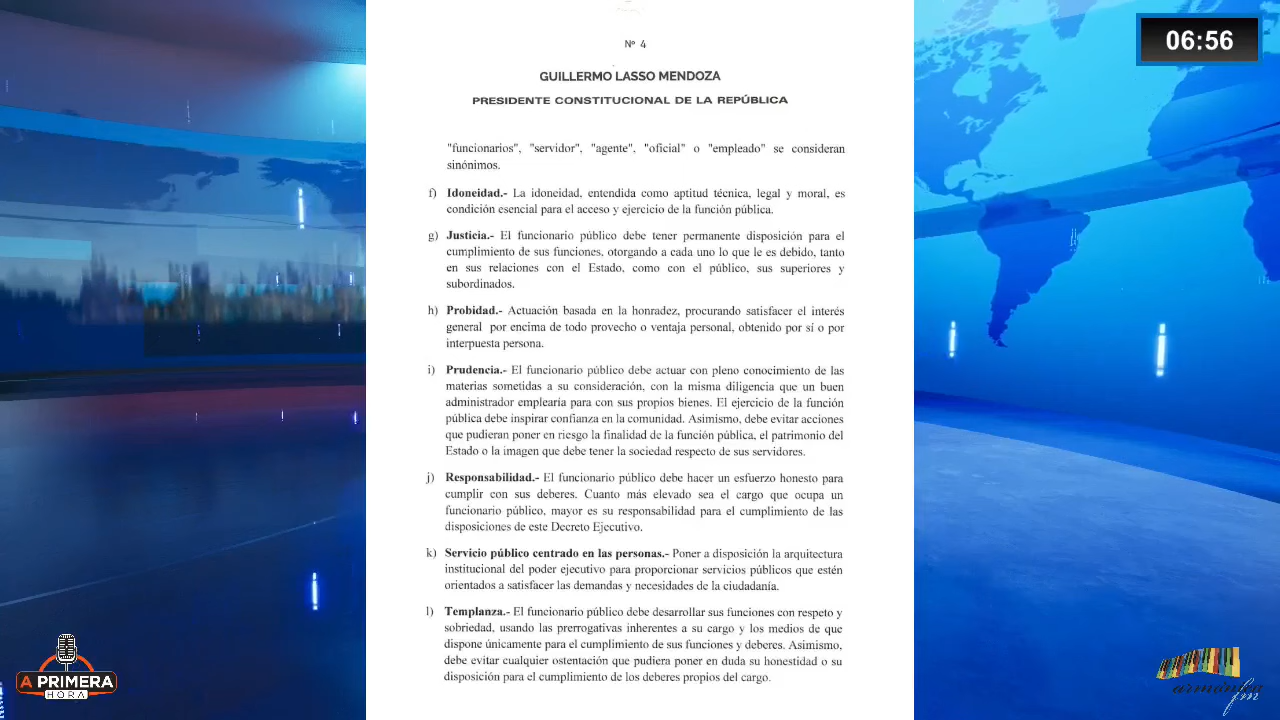 Nº 4
06:56
GUILLERMO LASSO MENDOZA
PRESIDENTE CONSTITUCIONAL DE LA REPÚBLICA
"funcionarios", "servidor", "agente", "oficial" o "empleado" se consideran
sinónimos.
f) Idoneidad.- La idoneidad, entendida como aptitud técnica, legal y moral, es
condición esencial para el acceso y ejercicio de la función pública.
g) Justicia.- El funcionario público debe tener permanente disposición para el
cumplimiento de sus funciones, otorgando a cada uno lo que le es debido, tanto
en sus relaciones con el Estado, como con el público, sus superiores y
subordinados.
h) Probidad.- Actuación basada en la honradez, procurando satisfacer el interés
general por encima de todo provecho o ventaja personal, obtenido por sí o por
interpuesta persona.
i) Prudencia.- El funcionario público debe actuar con pleno conocimiento de las
materias sometidas a su consideración, con la misma diligencia que un buen
administrador emplearía para con sus propios bienes. El ejercicio de la función
pública debe inspirar confianza en la comunidad. Asimismo, debe evitar acciones
que pudieran poner en riesgo la finalidad de la función pública, el patrimonio del
Estado o la imagen que debe tener la sociedad respecto de sus servidores.
j) Responsabilidad.- El funcionario público debe hacer un esfuerzo honesto para
cumplir con sus deberes. Cuanto más elevado sea el cargo que ocupa un
funcionario público, mayor es su responsabilidad para el cumplimiento de las
disposiciones de este Decreto Ejecutivo.
k) Servicio público centrado en las personas.- Poner a disposición la arquitectura
institucional del poder ejecutivo para proporcionar servicios públicos que estén
orientados a satisfacer las demandas y necesidades de la ciudadanía.
l) Templanza.- El funcionario público debe desarrollar sus funciones con respeto y
sobriedad, usando las prerrogativas inherentes a su cargo y los medios de que
dispone únicamente para el cumplimiento de sus funciones y deberes. Asimismo,
debe evitar cualquier ostentación que pudiera poner en duda su honestidad o su
disposición para el cumplimiento de los deberes propios del cargo.
A PRIMERA
HORA
armónica
fm